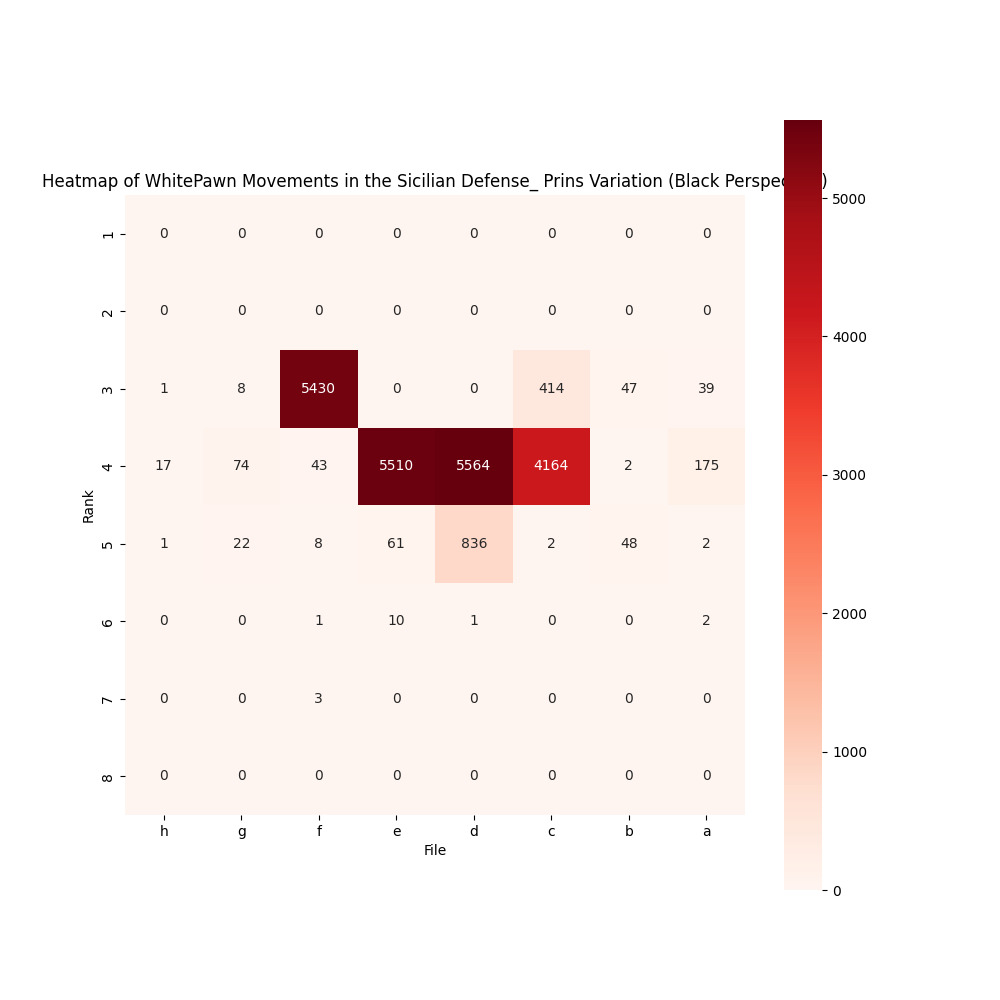 Heatmap of WhitePawn Movements in the Sicilian Defense_ Prins Variation (Black Perspec )
5000
1 0 0 0 0 0 0 0 0
2 0 0 0 0 0 0 0 0
4000
3 1 8 5430 0 0 414 47 39
4 17 74 43 5510 5564 4164 2 175
3000
Rank
5 1 22 8 61 836 2 48 2
2000
6 0 0 1 10 1 0 0 2
7 0 0 3 0 0 0 0 0
1000
8 0 0 0 0 0 0 0 0
h g f e d c b a
File
0